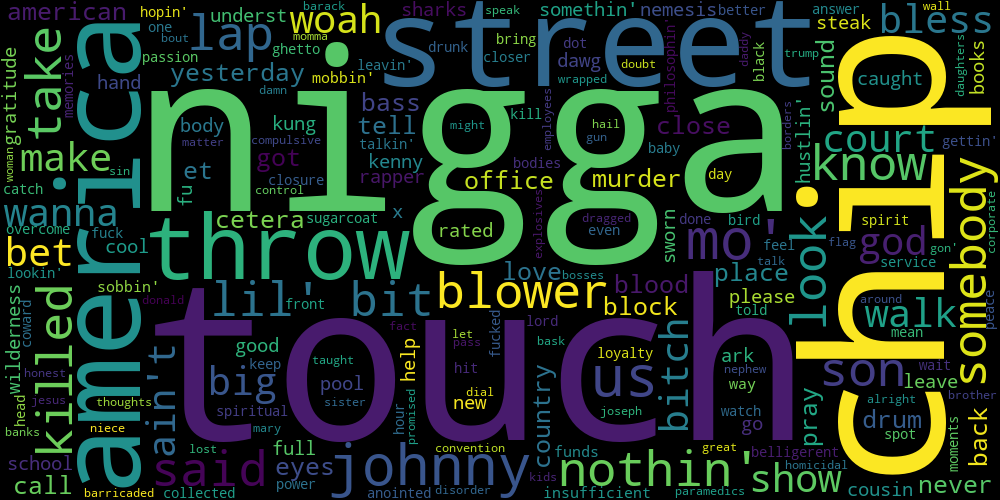 american
hopin'
barack
sharks
speak
somethin'
nemesis
better
answer
wall
one
underst
woah
street
steak
bless
bout
lap
momma
drunk
bring
dot
black
daddy
trump
passion
ghetto
leavin'
closer
dawg
doubt
philosophin'
sound
caught
daughters
books
gratitude
take
america
memories
hand
yesterday
mobbin'
wrapped
damn
nigga
bass
kill
employees
hail
gun
borders
body
kung
tell
might
close
court
gettin'
matter
compulsive
talkin'
baby
hustlin'
chip
woman
make
sin
got
kenny
bodies
day
know
catch
et
closure
rapper
office
murder
fu
control
wanna
cetera
sugarcoat
x
dragged
done
bird
look
spirit
flag
god
gon'
corporate
somebody
overcome
fuck
throw
rated
explosives
even
sworn
mo'
feel
bet
cool
talk
service
lookin'
love
bosses
place
peace
sobbin'
blower
blood
please
around
walk
wilderness
coward
donald
lil'
bit
front
block
told
mean
killed
ain't
touch
fact
let
lord
fucked
pass
bask
us
bitch
ark
son
wait
honest
good
keep
taught
help
loyalty
nephew
leave
jesus
big
pool
hit
dial
way
alright
brother
head
thoughts
spiritual
sister
hour
promised
new
country
joseph
watch
pray
drum
back
banks
niece
mary
go
spot
moments
school
said
lost
full
johnny
convention
funds
nothin'
great
belligerent
show
call
eyes
kids
homicidal
cousin
never
barricaded
collected
power
anointed
disorder
insufficient
paramedics